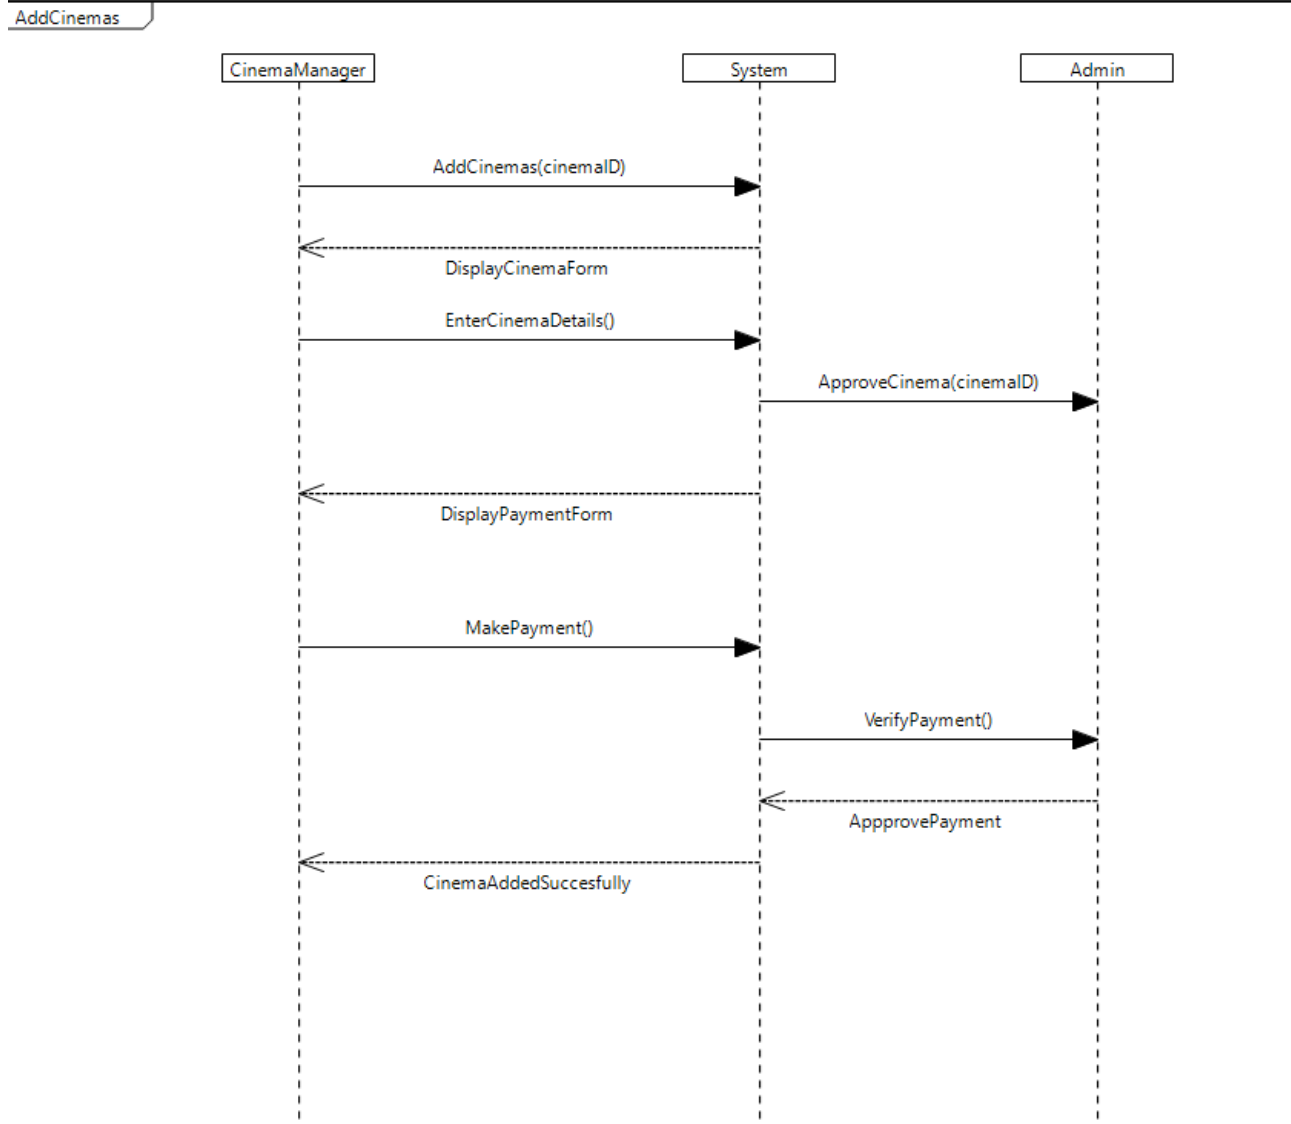 AddCinemas
CinemaManager
System
Admin
AddCinemas(cinemaID)
DisplayCinemaForm
EnterCinemaDetails()
ApproveCinema(cinemaID)
DisplayPaymentForm
MakePayment()
VerifyPayment()
AppprovePayment
CinemaAddedSuccesfully